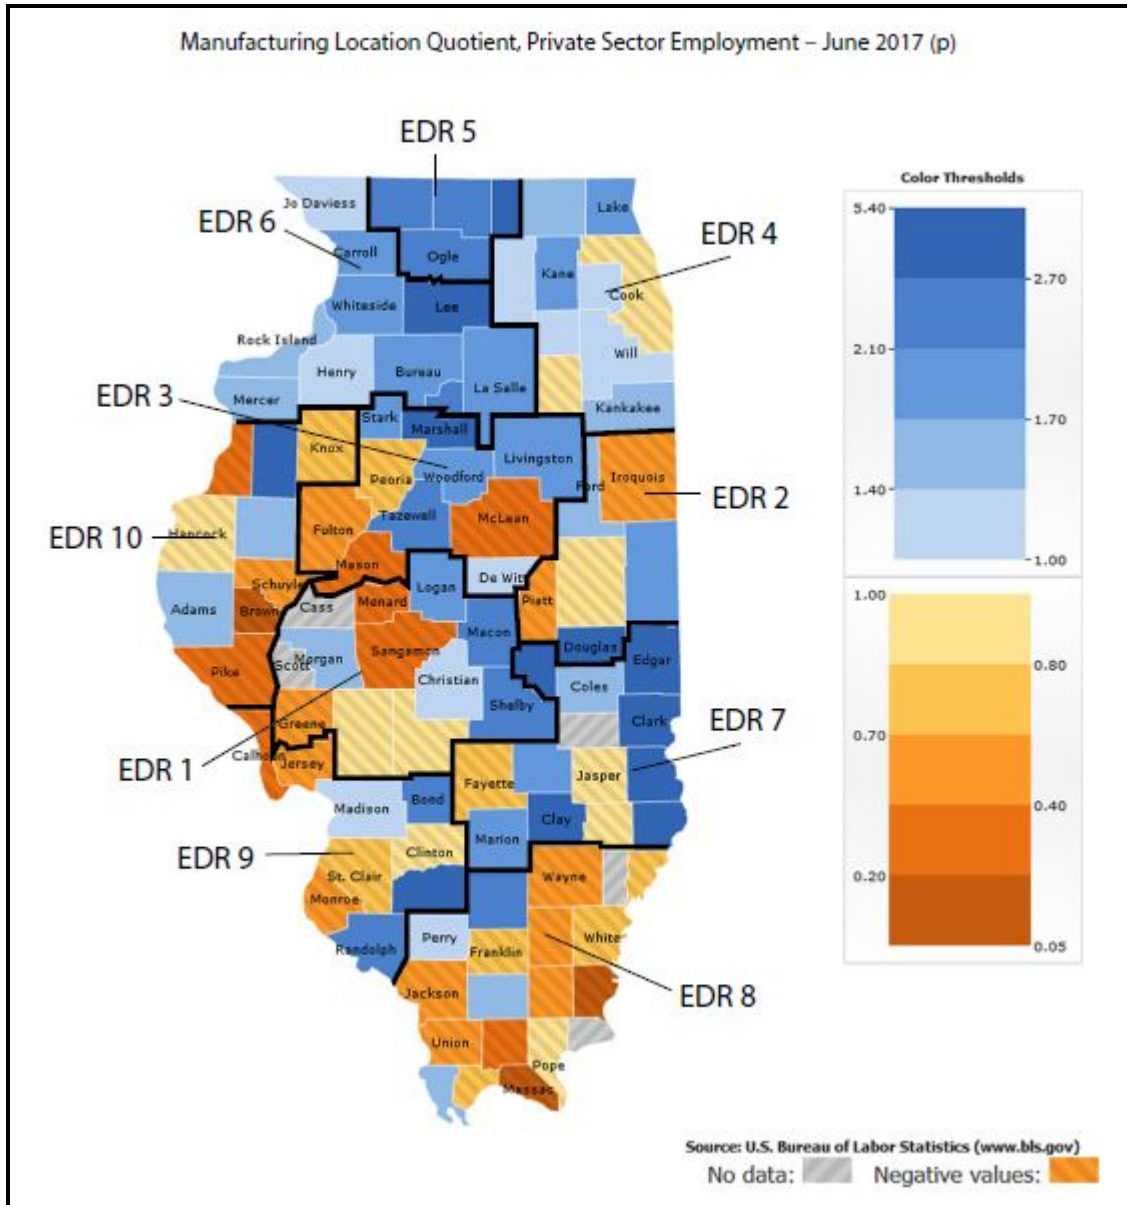 Manufacturing Location Quotient, Private Sector Employment – June 2017 (p)
EDR 5
Color Thresholds
Jo Daviess
Lake
5.40
EDR 6
EDR 4
Carroll
Ogle
Kane
2.70
Cook
Whiteside
Lee
2.10
Rock Island
Will
Henry
Bureau
La Salle
EDR 3
Mercer
Kankakee
1.70
Stark
Marshall
Knox
Livingston
Peoria
Woodford
Ford
Iroquois
1.40
EDR 2
Tazewell
McLean
EDR 10
Hancock
Fulton
1.00
Mason
De Witt
Schuyle
Logan
1.00
Adams
Brown
Cass
Menard
Piatt
Macon
Sangamon
Douglas
Edgar
0.80
Pike
Scott
Morgan
Christian
Coles
Shelby
Greene
Clark
EDR 7
0.70
Calhoun
EDR 1
Jersey
Fayette
Jasper
Madison
Bond
0.40
Clay
Marion
EDR 9
Clinton
St. Clair
Wayne
0.20
Monroe
Perry
White
Randolph
Franklin
0.05
Jackson
EDR 8
Union
Pope
Massac
Source: U.S. Bureau of Labor Statistics (www.bls.gov)
No data: Negative values: